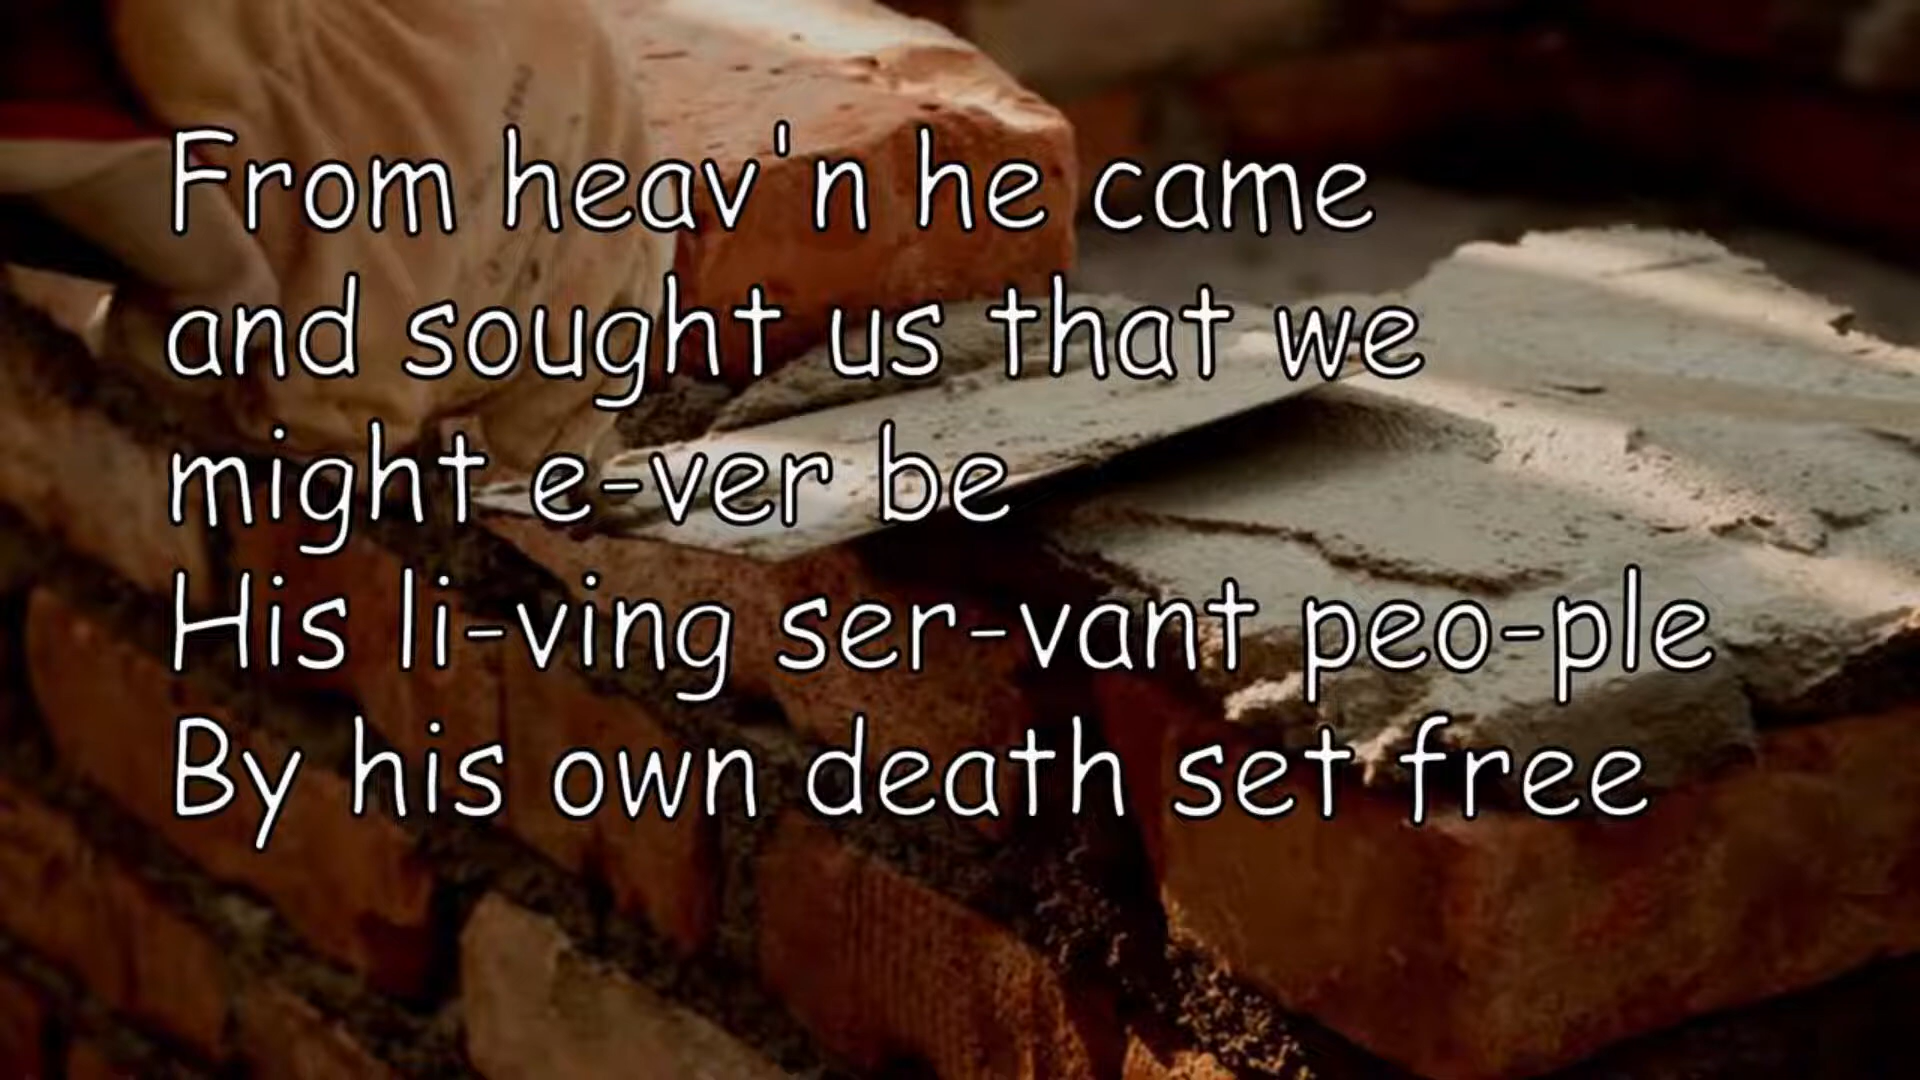 From heav'n he came
and sought us that we
might e-ver be
His li-ving ser-vant peo-ple
By his own death set free